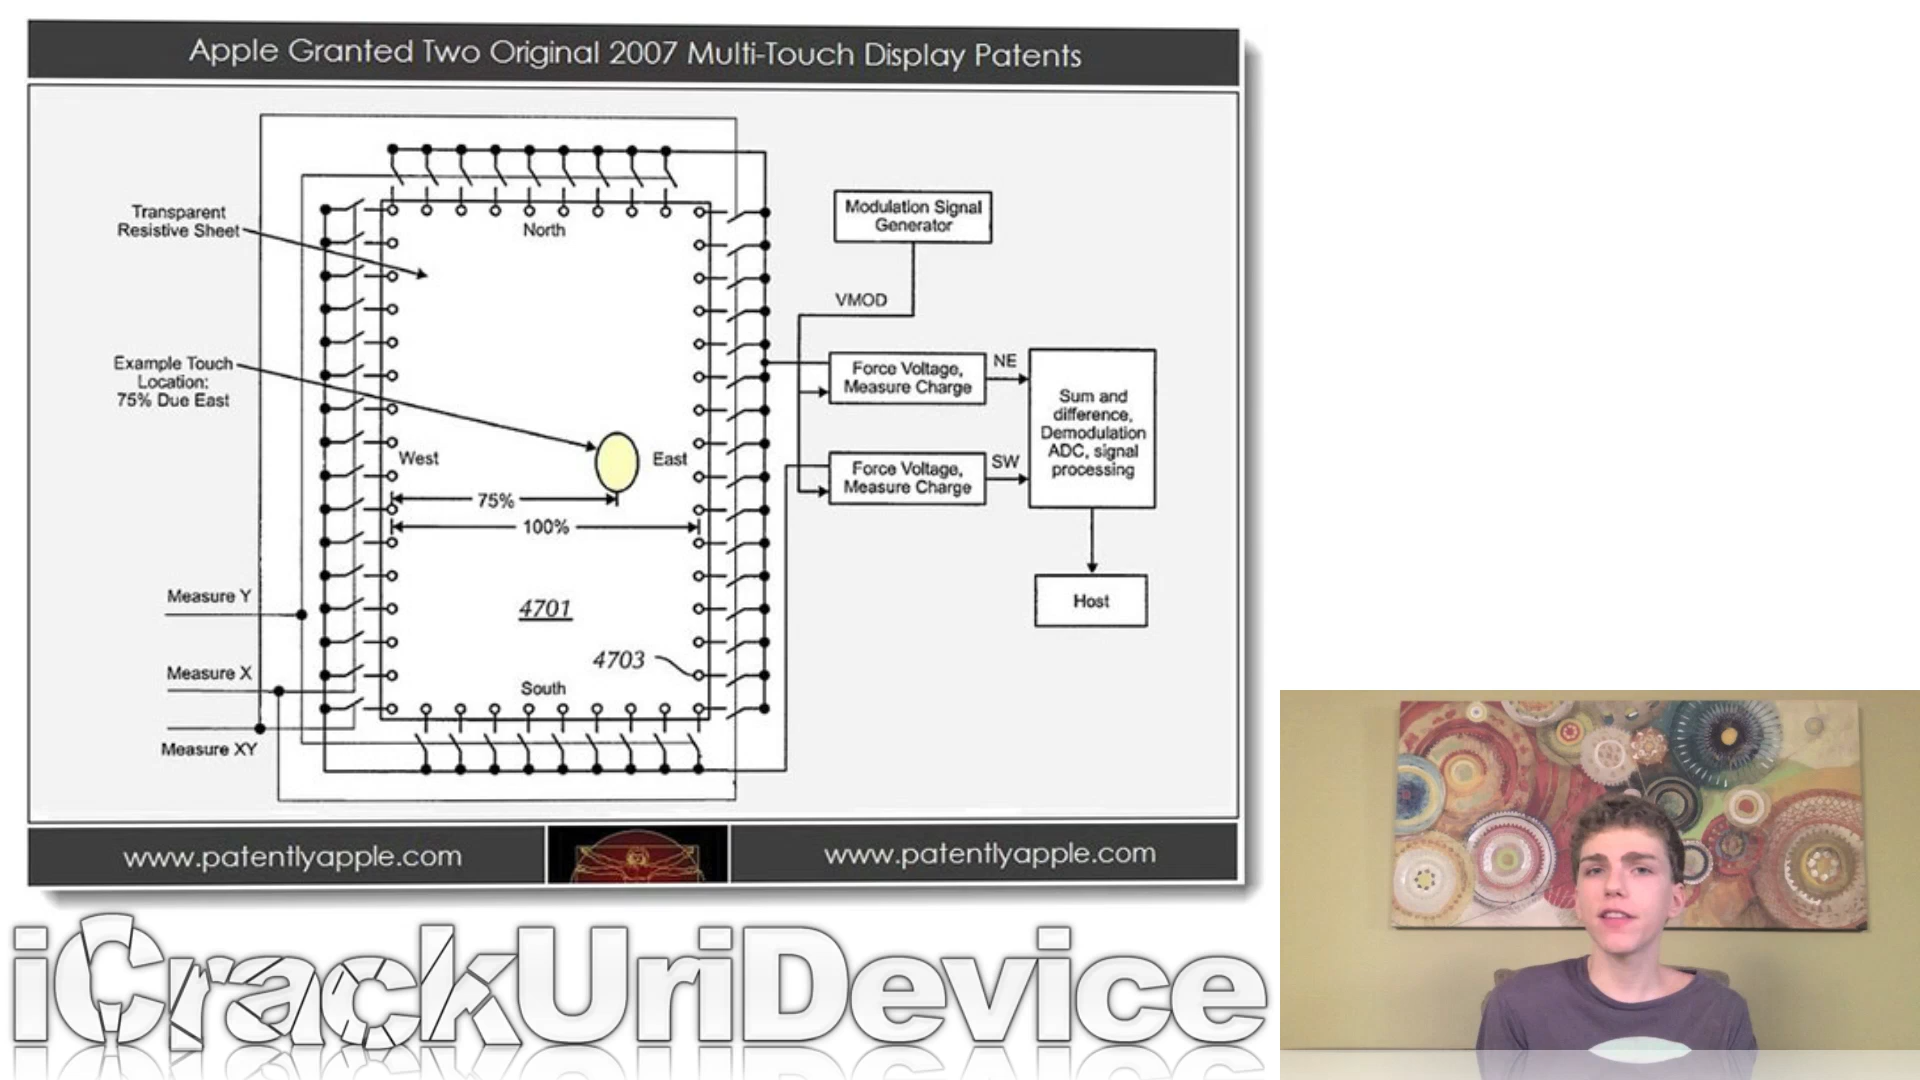 Apple Granted Two Original 2007 Multi-Touch Display Patents
Transparent
Resistive Sheet
North
Modulation Signal
Generator
VMOD
Example Touch
Location:
75% Due East
Force Voltage,
Measure Charge
NE
Sum and
difference,
Demodulation
ADC, signal
processing
West
East
Force Voltage,
Measure Charge
SW
75%
100%
Measure Y
4701
Host
4703
Measure X
South
Measure XY
www.patentlyapple.com
www.patentlyapple.com
iCrackUriDevice